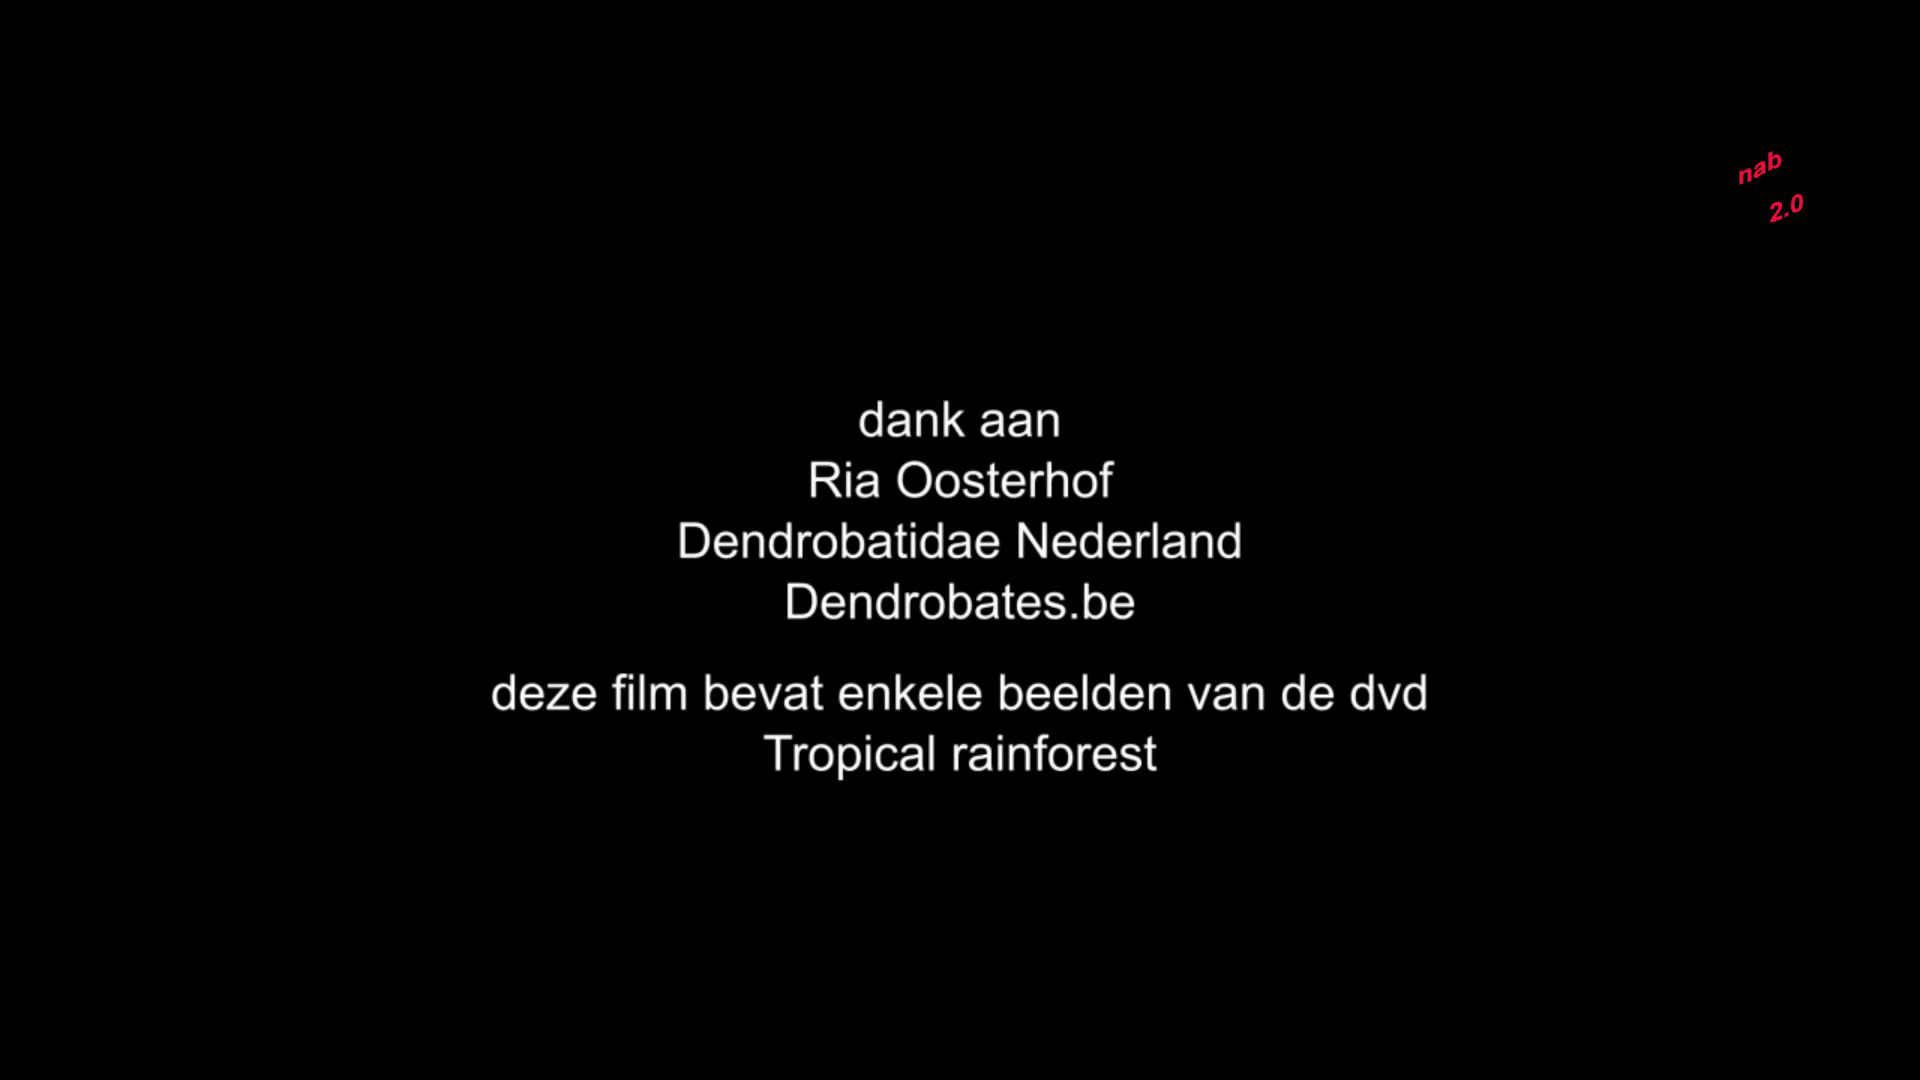 nab
2.0
dank aan
Ria Oosterhof
Dendrobatidae Nederland
Dendrobates.be
deze film bevat enkele beelden van de dvd
Tropical rainforest